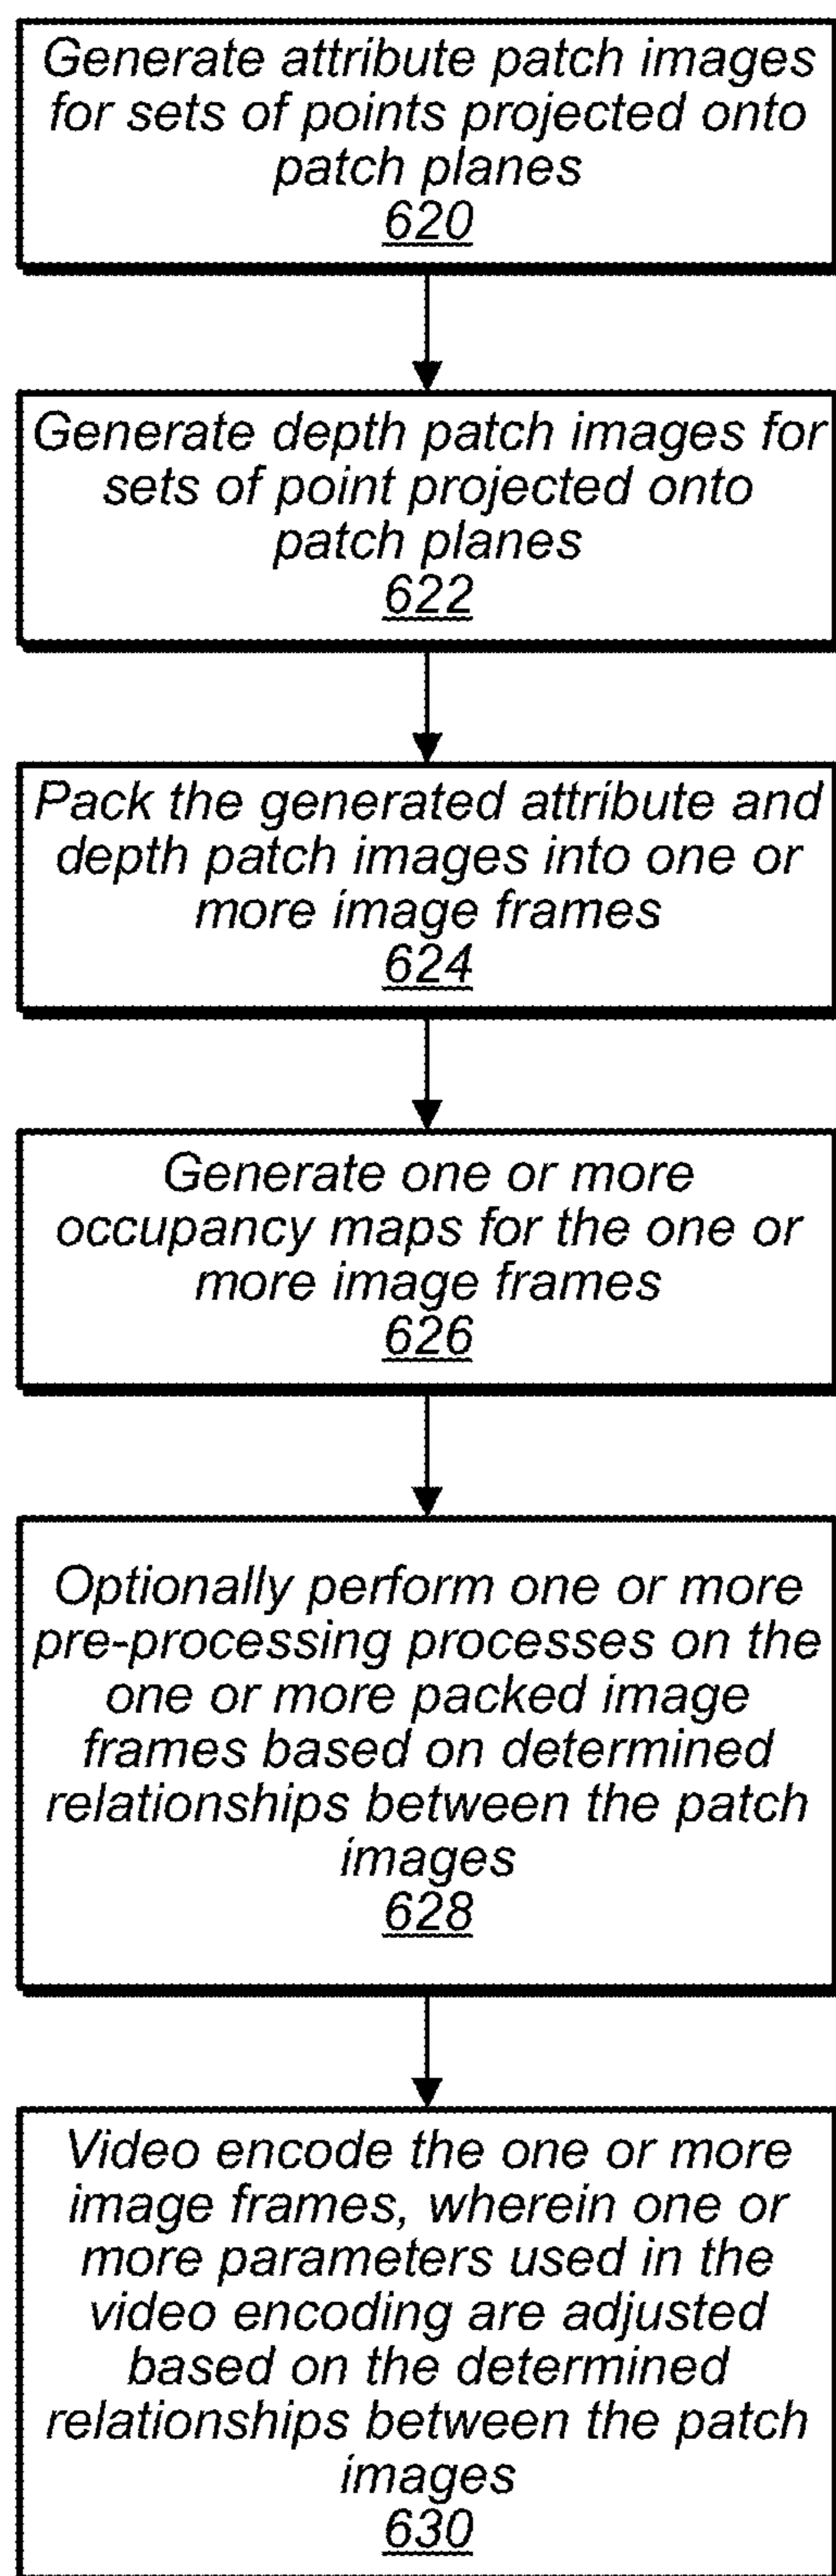 Generate attribute patch images
for sets of points projected onto
patch planes
620
Generate depth patch images for
sets of point projected onto
patch planes
622
Pack the generated attribute and
depth patch images into one or
more image frames
624
Generate one or more
occupancy maps for the one or
more image frames
626
Optionally perform one or more
pre-processing processes on the
one or more packed image
frames based on determined
relationships between the patch
images
628
Video encode the one or more
image frames, wherein one or
more parameters used in the
video encoding are adjusted
based on the determined
relationships between the patch
images
630